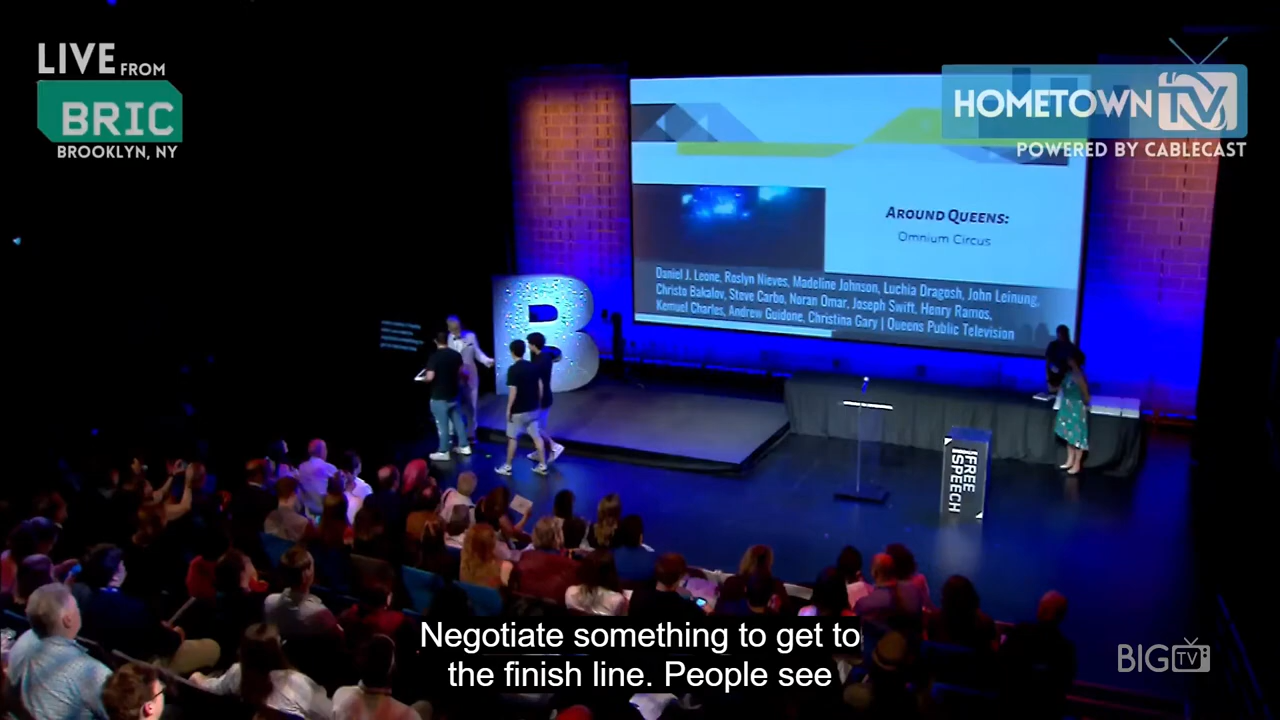 LIVE FROM
BRIC
BROOKLYN, NY
HOMETOWN TV
POWERED BY CABLECAST
AROUND QUEENS:
Omnium Circus
Daniel J. Leone, Roslyn Nieves, Madeline Johnson, Luchia Dragosh, John Leinung,
Christo Bakalov, Steve Carbo, Noran Omar, Joseph Swift, Henry Ramos,
Kemuel Charles, Andrew Guidone, Christina Gary | Queens Public Television
B
FREE
SPEECH
Negotiate something to get to
the finish line. People see
BIG TV